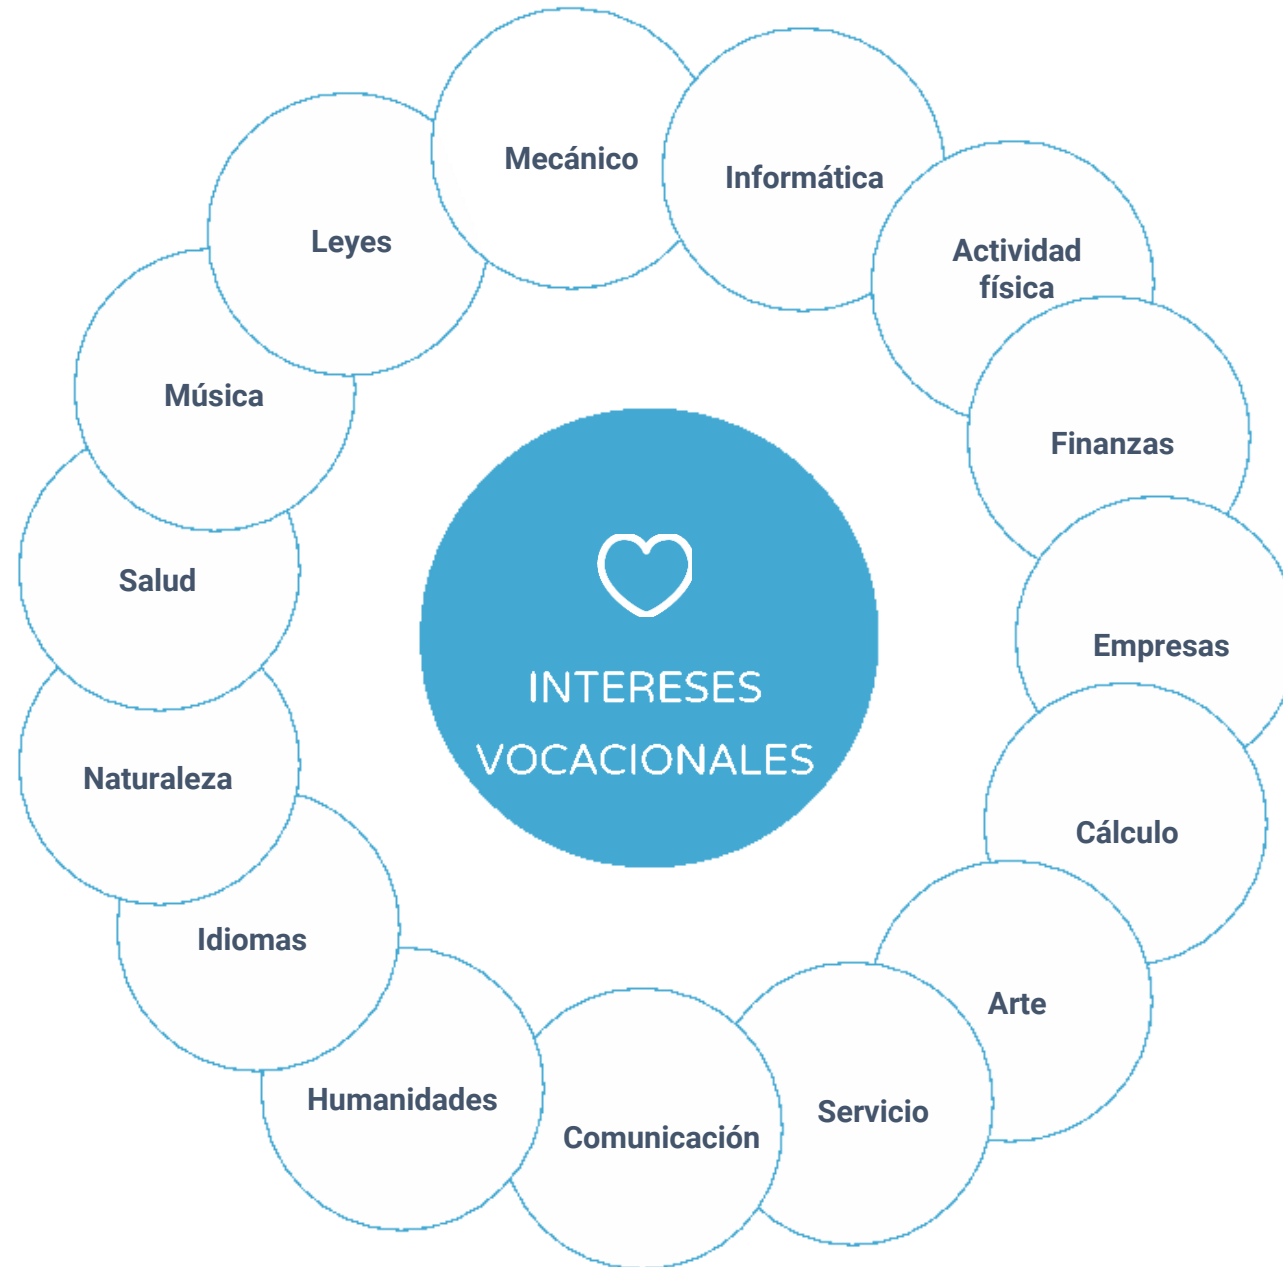 Mecánico
Informática
Actividad
física
Finanzas
Empresas
Cálculo
Arte
Servicio
Comunicación
Humanidades
Idiomas
Naturaleza
Salud
Música
Leyes
INTERESES
VOCACIONALES